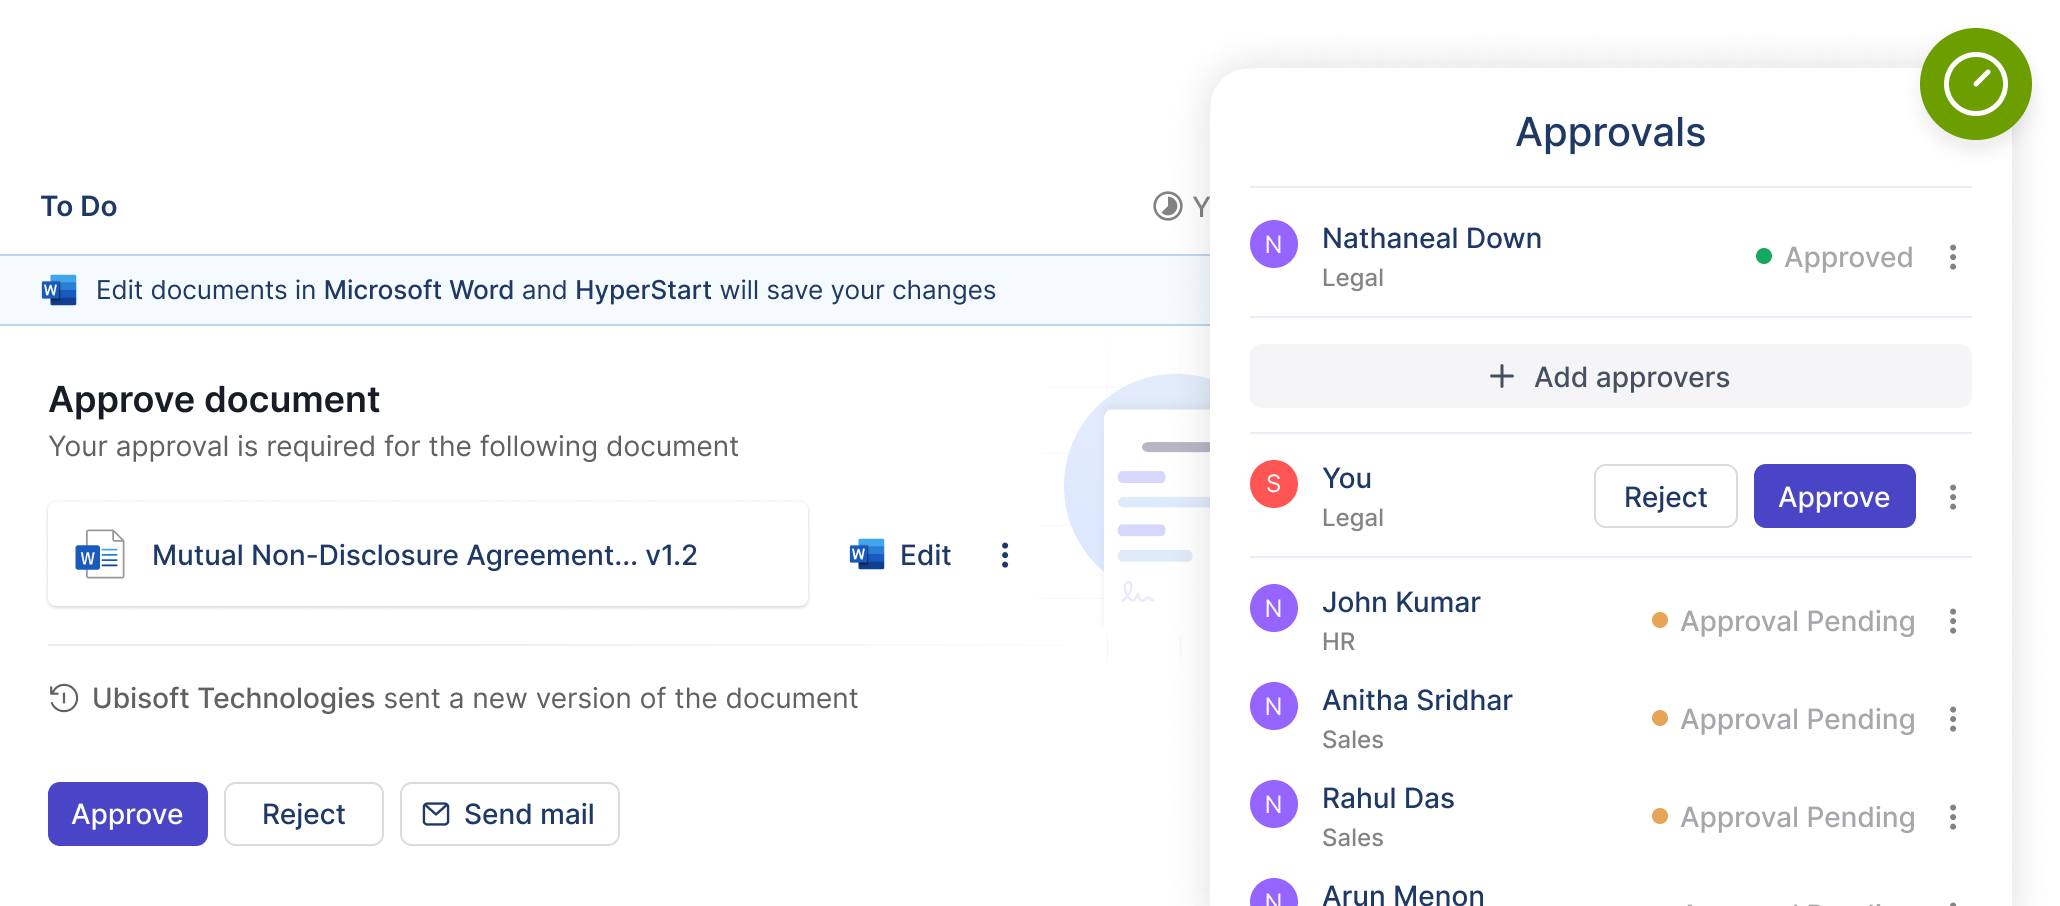 To Do
Y
W Edit documents in Microsoft Word and HyperStart will save your changes
Approve document
Your approval is required for the following document
W Mutual Non-Disclosure Agreement... v1.2
W Edit
Ubisoft Technologies sent a new version of the document
Approve Reject Send mail
Approvals
N Nathaneal Down
Legal
Approved
+ Add approvers
S You
Legal
Reject Approve
N John Kumar
HR
Approval Pending
N Anitha Sridhar
Sales
Approval Pending
N Rahul Das
Sales
Approval Pending
N Arun Menon